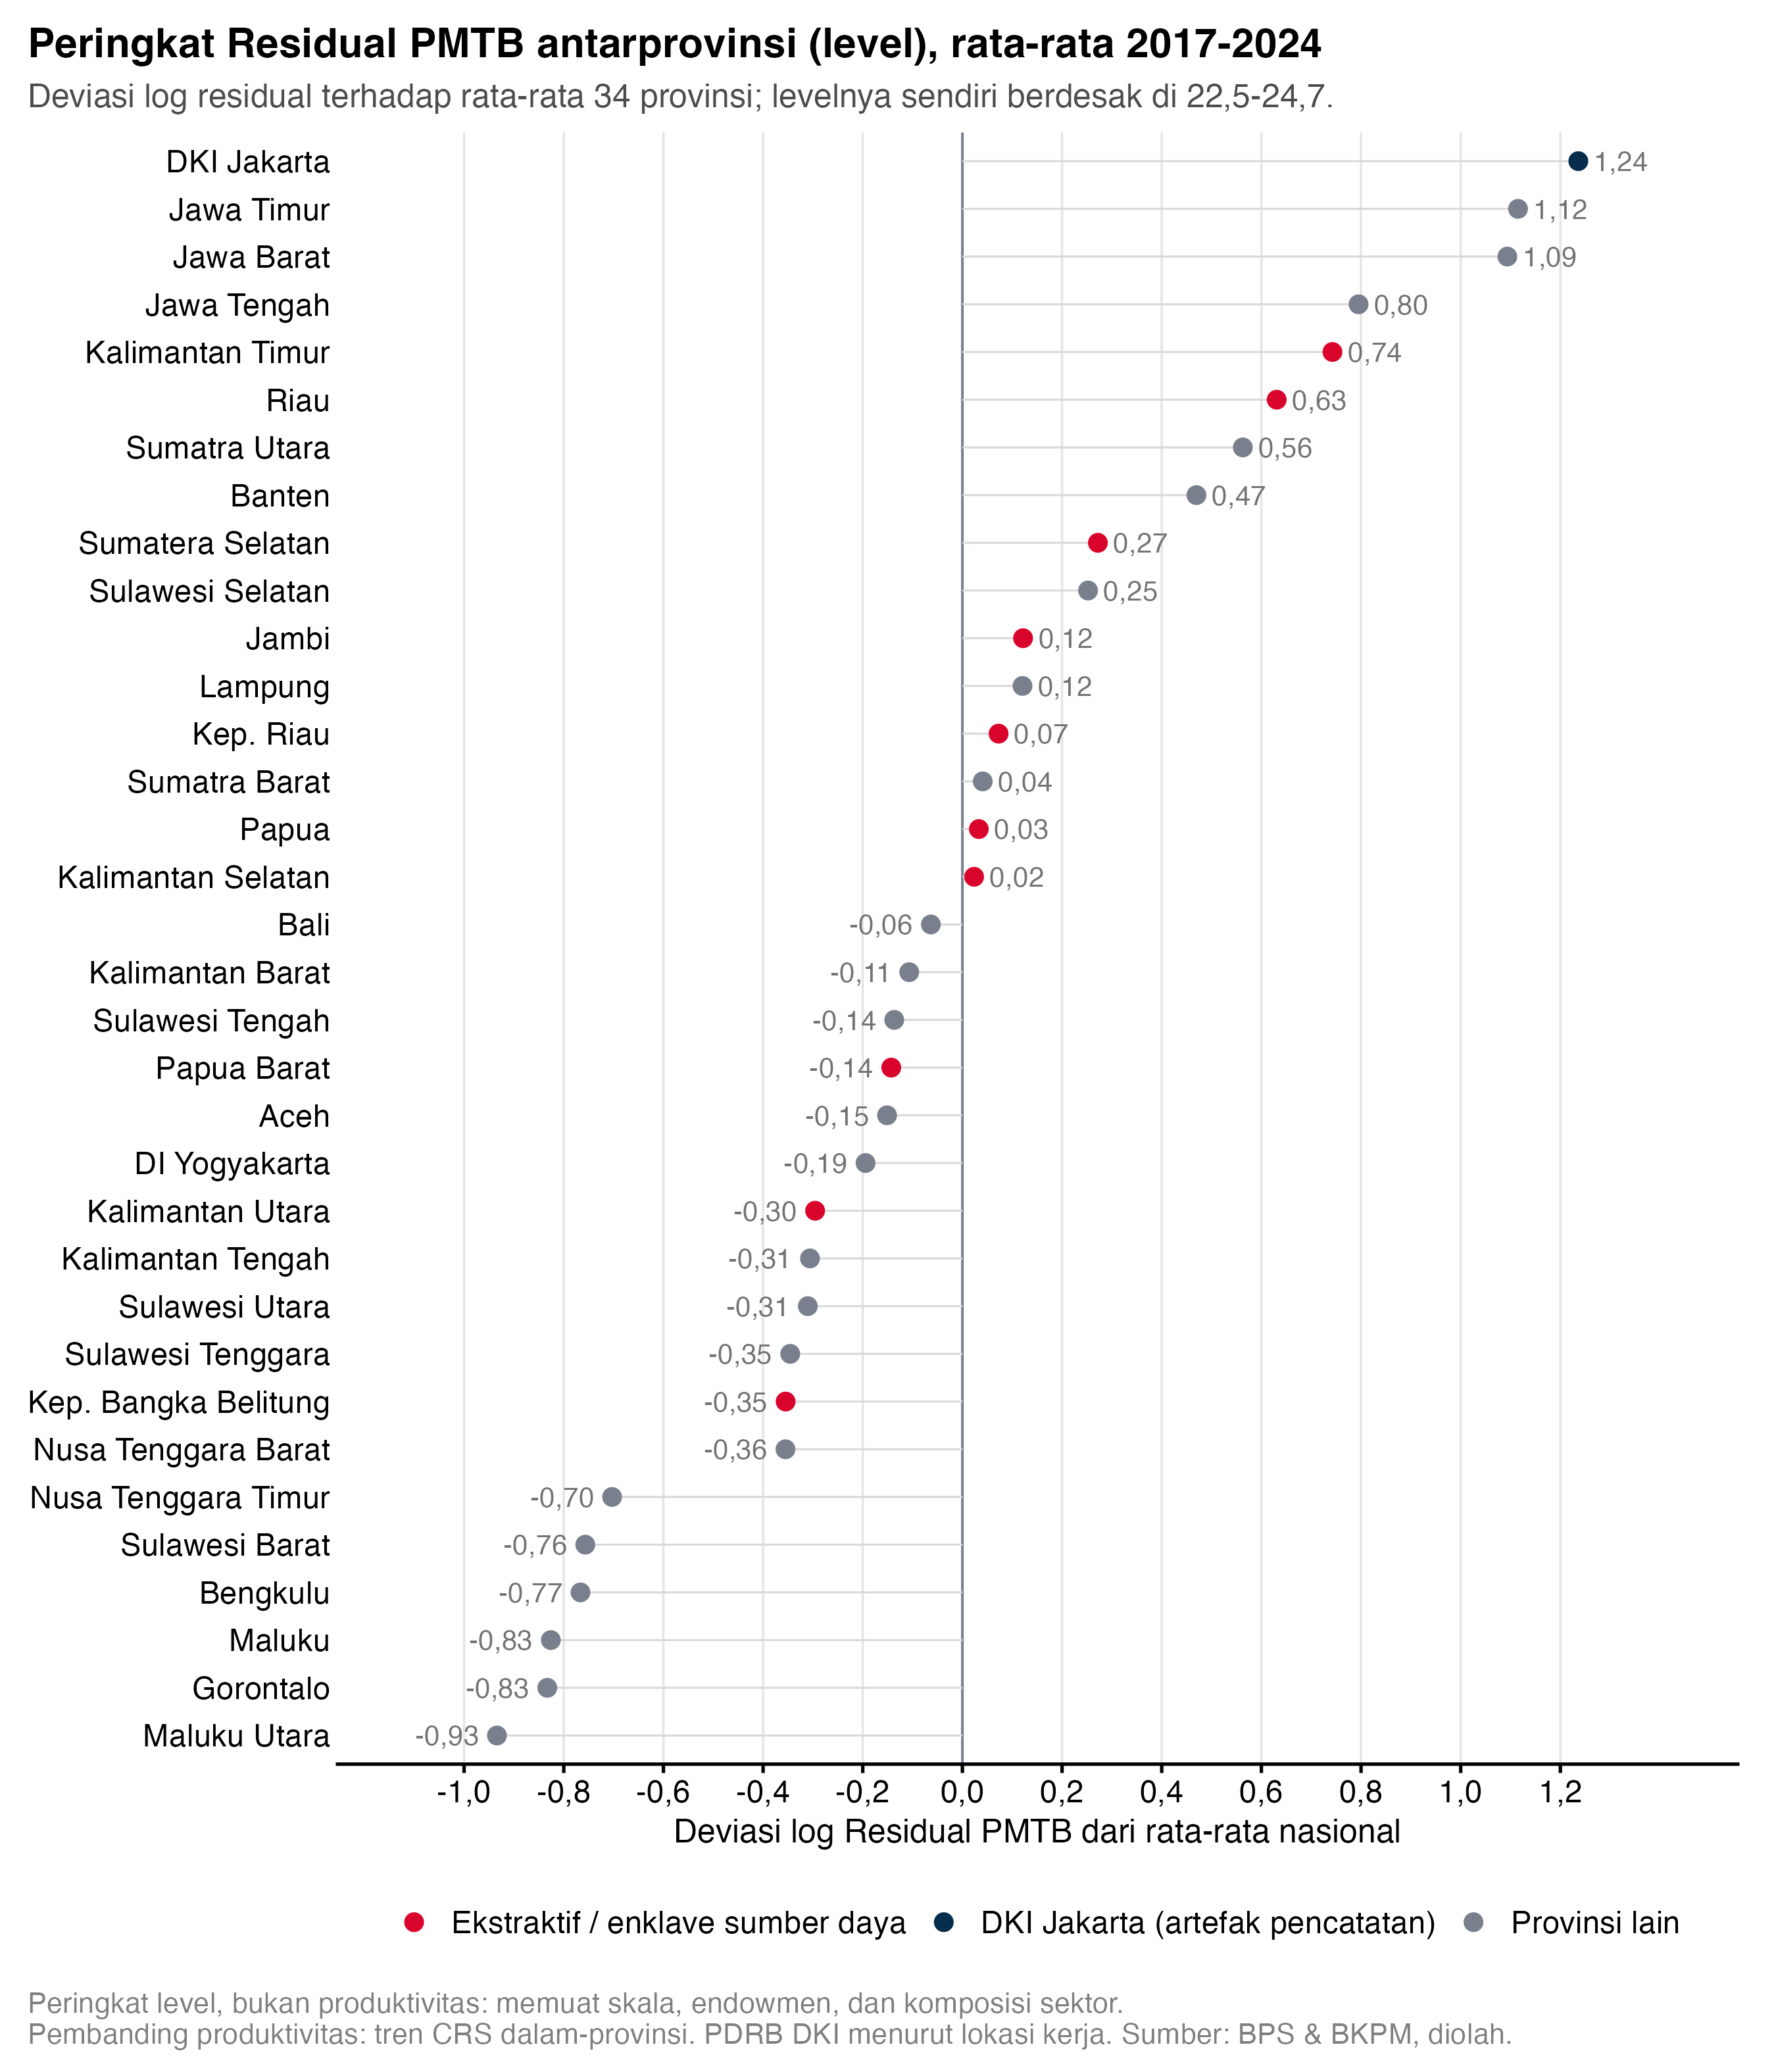 Peringkat Residual PMTB antarprovinsi (level), rata-rata 2017-2024
Deviasi log residual terhadap rata-rata 34 provinsi; levelnya sendiri berdesak di 22,5-24,7.
DKI Jakarta 1,24
Jawa Timur 1,12
Jawa Barat 1,09
Jawa Tengah 0,80
Kalimantan Timur 0,74
Riau 0,63
Sumatra Utara 0,56
Banten 0,47
Sumatera Selatan 0,27
Sulawesi Selatan 0,25
Jambi 0,12
Lampung 0,12
Kep. Riau 0,07
Sumatra Barat 0,04
Papua 0,03
Kalimantan Selatan 0,02
Bali -0,06
Kalimantan Barat -0,11
Sulawesi Tengah -0,14
Papua Barat -0,14
Aceh -0,15
DI Yogyakarta -0,19
Kalimantan Utara -0,30
Kalimantan Tengah -0,31
Sulawesi Utara -0,31
Sulawesi Tenggara -0,35
Kep. Bangka Belitung -0,35
Nusa Tenggara Barat -0,36
Nusa Tenggara Timur -0,70
Sulawesi Barat -0,76
Bengkulu -0,77
Maluku -0,83
Gorontalo -0,83
Maluku Utara -0,93
-1,0 -0,8 -0,6 -0,4 -0,2 0,0 0,2 0,4 0,6 0,8 1,0 1,2
Deviasi log Residual PMTB dari rata-rata nasional
Ekstraktif / enklave sumber daya DKI Jakarta (artefak pencatatan) Provinsi lain
Peringkat level, bukan produktivitas: memuat skala, endowmen, dan komposisi sektor.
Pembanding produktivitas: tren CRS dalam-provinsi. PDRB DKI menurut lokasi kerja. Sumber: BPS & BKPM, diolah.